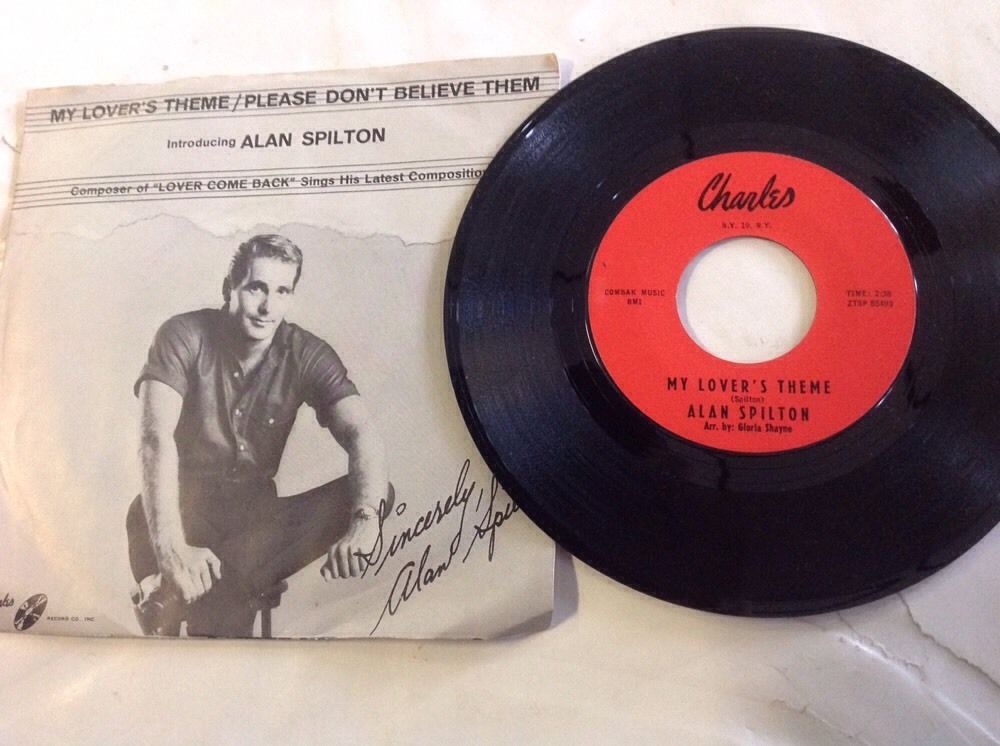 MY LOVER'S THEME/PLEASE DON'T BELIEVE THEM
Introducing ALAN SPILTON
Composer of "LOVER COME BACK" Sings His Latest Composition
Sincerely,
Alan
RECORD CO., INC.
Charles
N.Y. 19, N.Y.
COMBAK MUSIC
BMI
TIME: 2:38
MY LOVER'S THEME
(Spilton)
ALAN SPILTON
Arr. by: Gloria Shayne